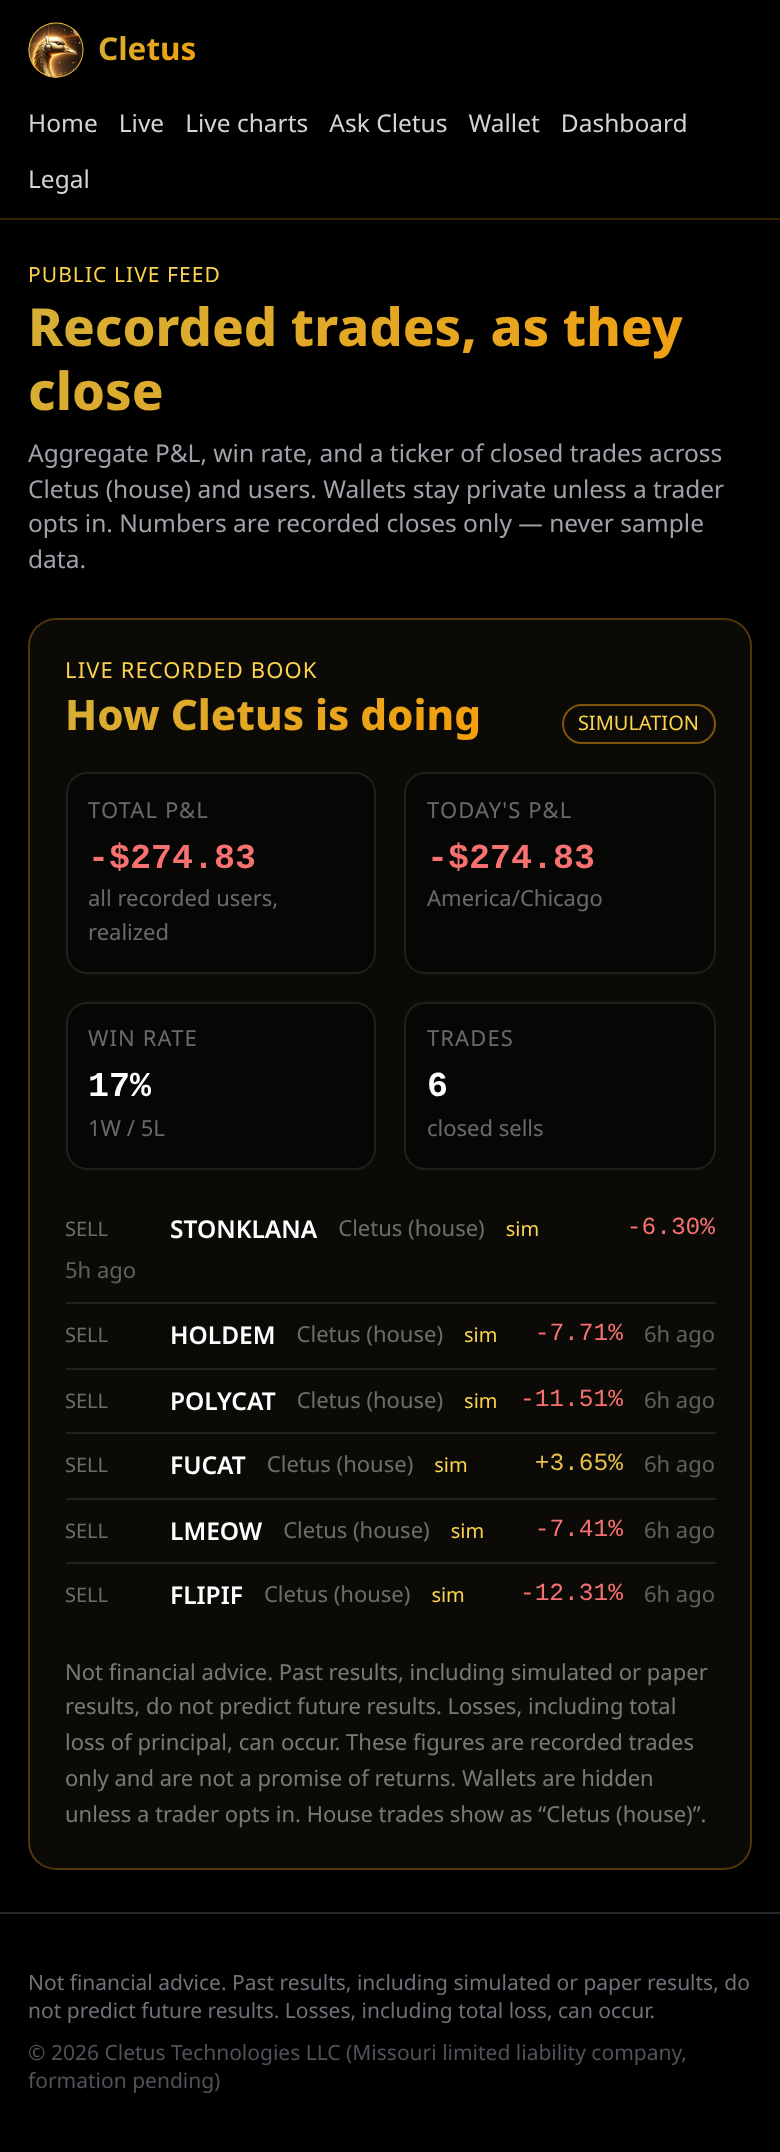 Cletus
Home Live Live charts Ask Cletus Wallet Dashboard
Legal
PUBLIC LIVE FEED
Recorded trades, as they
close
Aggregate P&L, win rate, and a ticker of closed trades across
Cletus (house) and users. Wallets stay private unless a trader
opts in. Numbers are recorded closes only — never sample
data.
LIVE RECORDED BOOK
How Cletus is doing
SIMULATION
TOTAL P&L
-$274.83
all recorded users,
realized
TODAY'S P&L
-$274.83
America/Chicago
WIN RATE
17%
1W / 5L
TRADES
6
closed sells
SELL STONKLANA Cletus (house) sim -6.30%
5h ago
SELL HOLDEM Cletus (house) sim -7.71% 6h ago
SELL POLYCAT Cletus (house) sim -11.51% 6h ago
SELL FUCAT Cletus (house) sim +3.65% 6h ago
SELL LMEOW Cletus (house) sim -7.41% 6h ago
SELL FLIPIF Cletus (house) sim -12.31% 6h ago
Not financial advice. Past results, including simulated or paper
results, do not predict future results. Losses, including total
loss of principal, can occur. These figures are recorded trades
only and are not a promise of returns. Wallets are hidden
unless a trader opts in. House trades show as “Cletus (house)”.
Not financial advice. Past results, including simulated or paper results, do
not predict future results. Losses, including total loss, can occur.
© 2026 Cletus Technologies LLC (Missouri limited liability company,
formation pending)